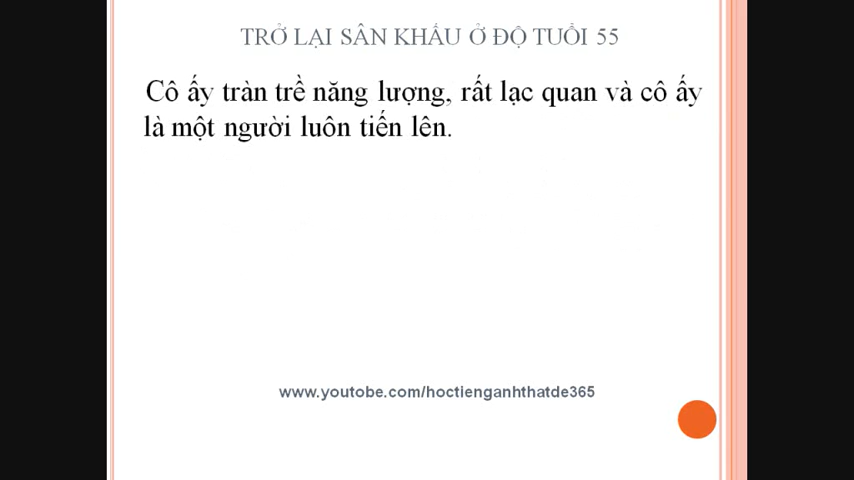 TRỞ LẠI SÂN KHẤU Ở ĐỘ TUỔI 55
Cô ấy tràn trề năng lượng, rất lạc quan và cô ấy
là một người luôn tiến lên.
www.youtobe.com/hoctienganhthatde365